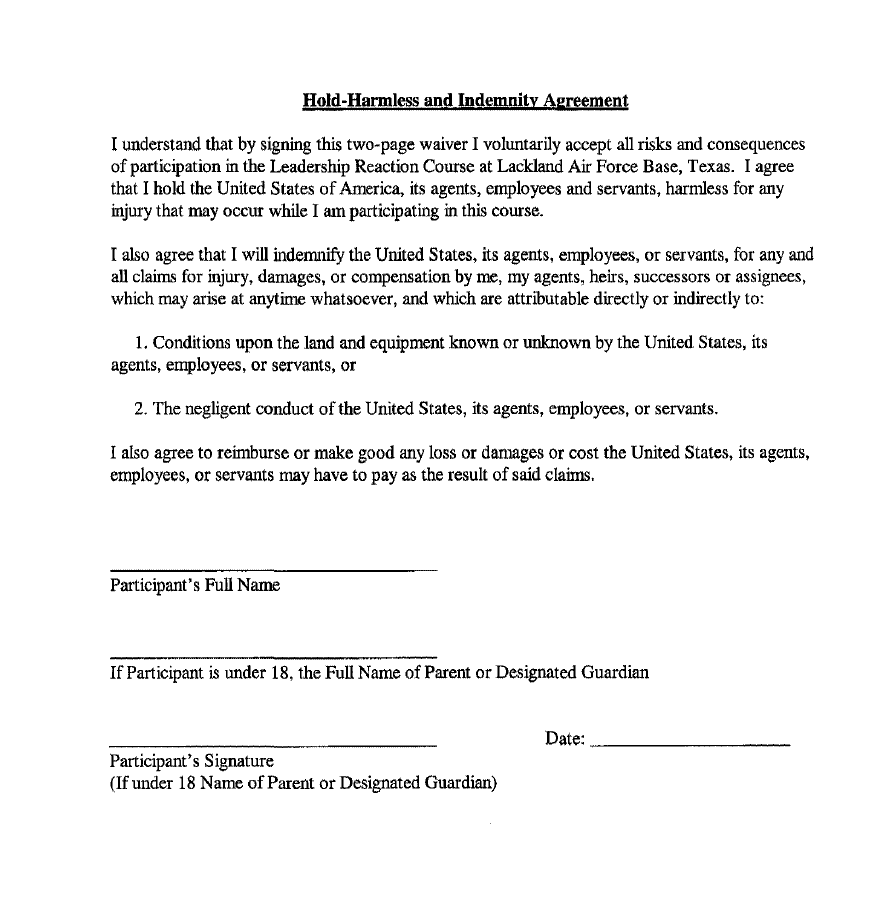 Hold-Harmless and Indemnity Agreement
I understand that by signing this two-page waiver I voluntarily accept all risks and consequences
of participation in the Leadership Reaction Course at Lackland Air Force Base, Texas. I agree
that I hold the United States of America, its agents, employees and servants, harmless for any
injury that may occur while I am participating in this course.
I also agree that I will indemnify the United States, its agents, employees, or servants, for any and
all claims for injury, damages, or compensation by me, my agents, heirs, successors or assignees,
which may arise at anytime whatsoever, and which are attributable directly or indirectly to:
1. Conditions upon the land and equipment known or unknown by the United States, its
agents, employees, or servants, or
2. The negligent conduct of the United States, its agents, employees, or servants.
I also agree to reimburse or make good any loss or damages or cost the United States, its agents,
employees, or servants may have to pay as the result of said claims.
Participant's Full Name
If Participant is under 18, the Full Name of Parent or Designated Guardian
Date:
Participant's Signature
(If under 18 Name of Parent or Designated Guardian)